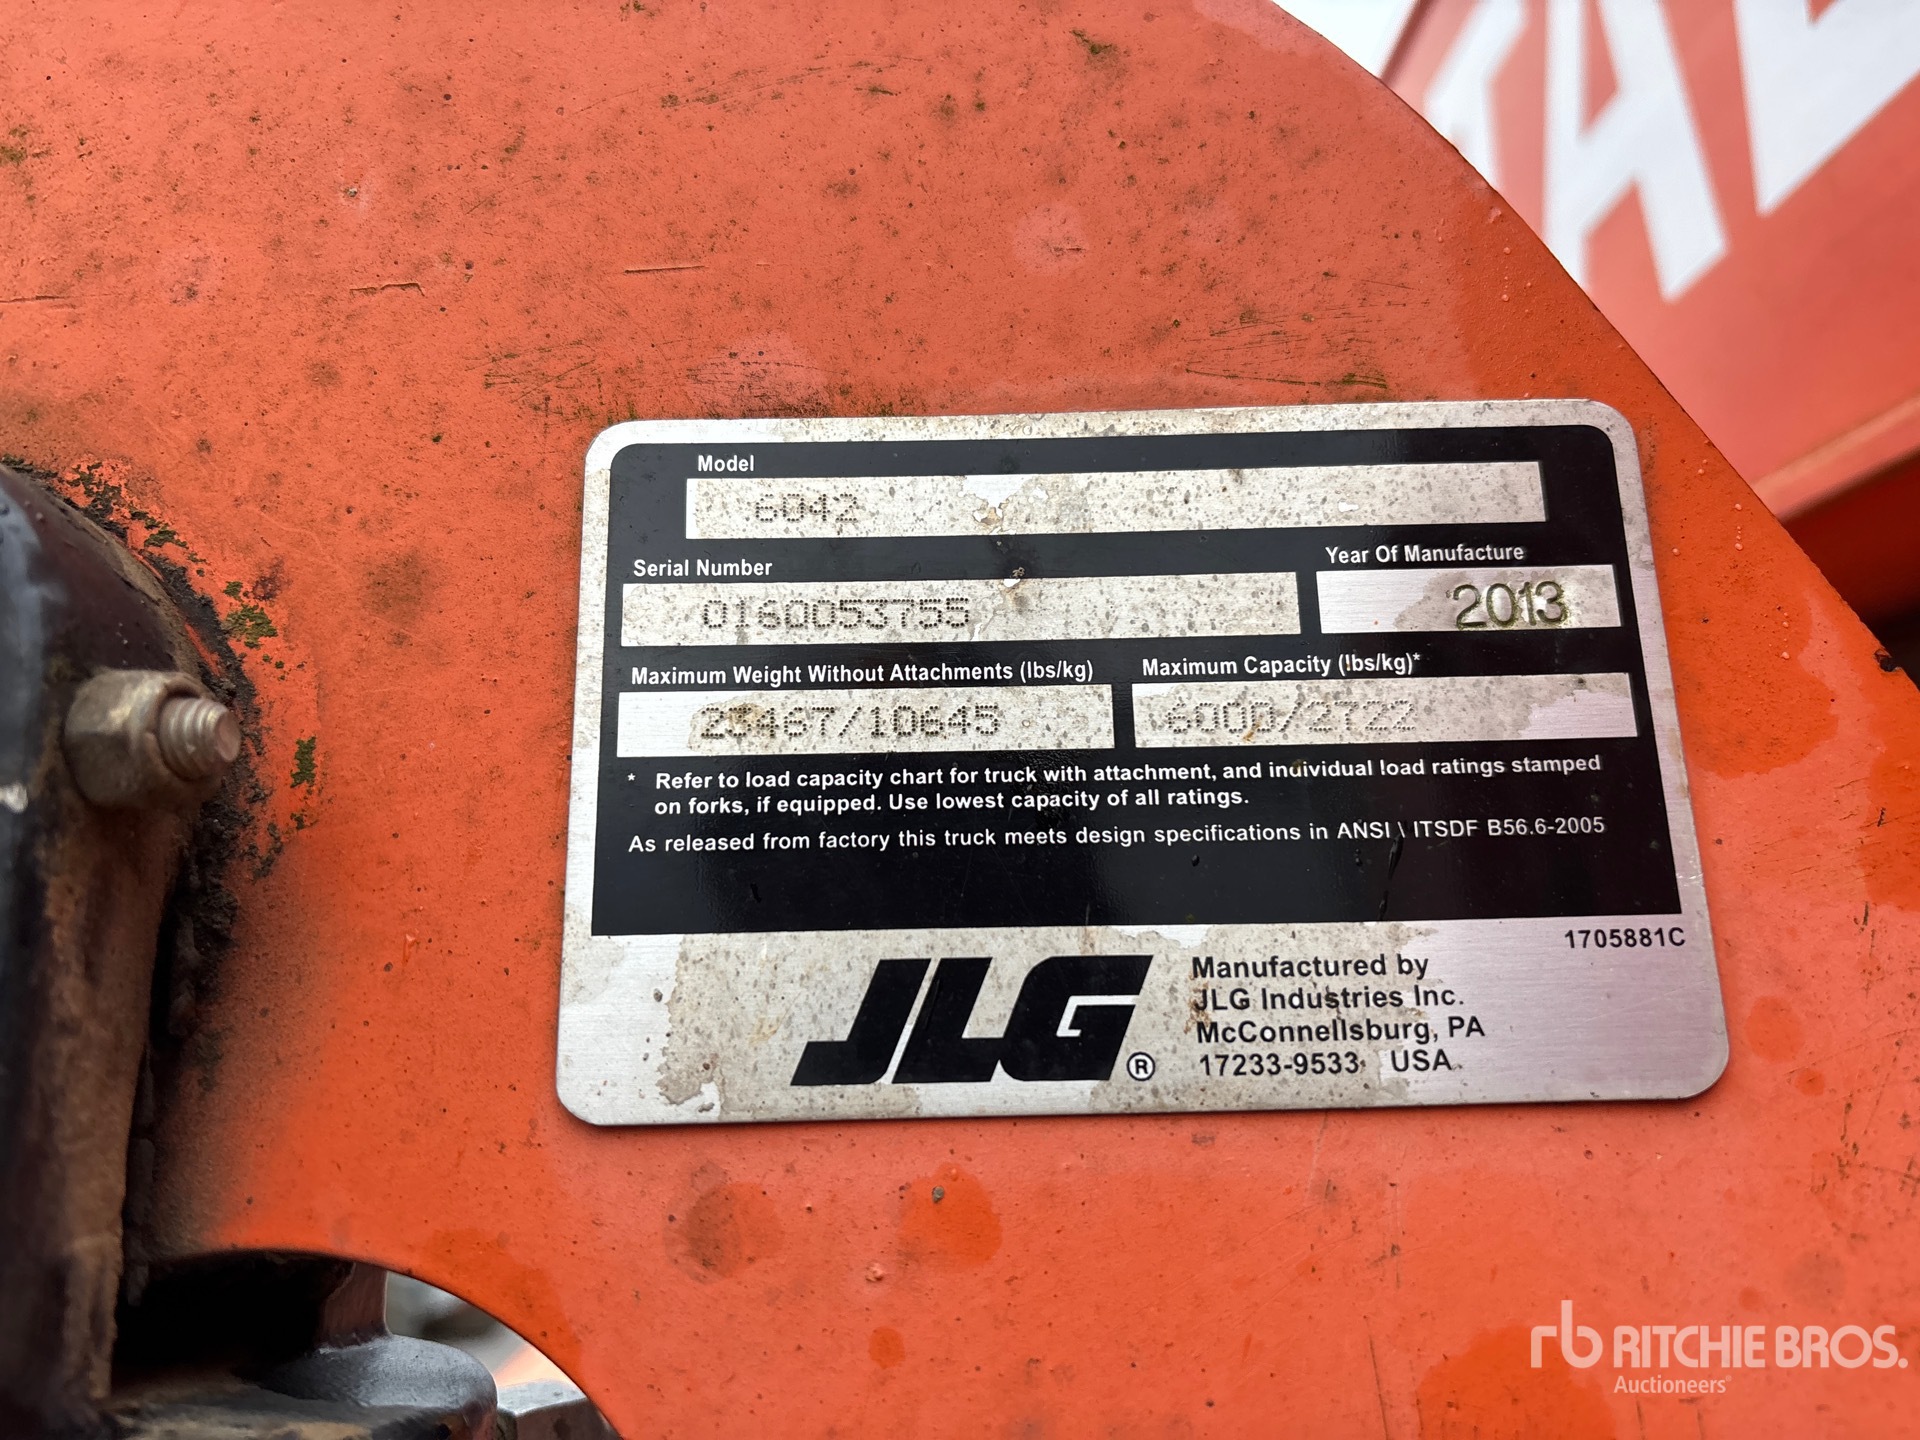 Model
6042
Serial Number
Year Of Manufacture
0160053755
2013
Maximum Weight Without Attachments (lbs/kg)
Maximum Capacity (lbs/kg)*
23467/10645
6000/2722
* Refer to load capacity chart for truck with attachment, and individual load ratings stamped
on forks, if equipped. Use lowest capacity of all ratings.
As released from factory this truck meets design specifications in ANSI \ ITSDF B56.6-2005
1705881C
JLG®
Manufactured by
JLG Industries Inc.
McConnellsburg, PA
17233-9533 USA
rb RITCHIE BROS.
Auctioneers